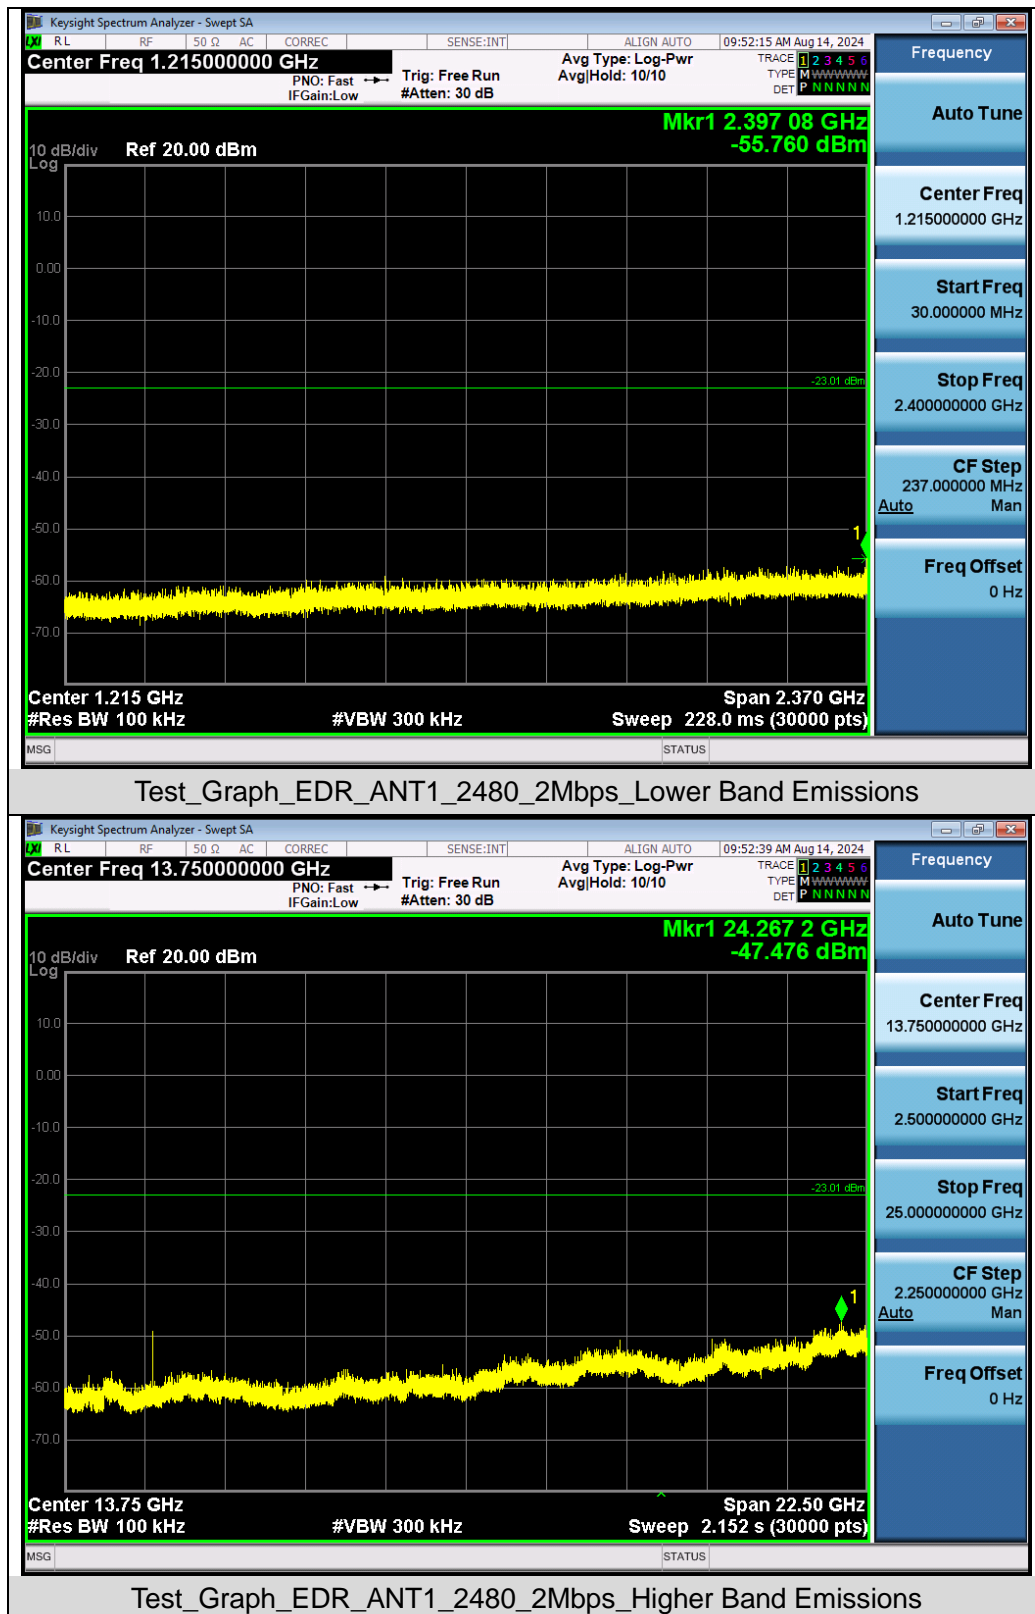 Keysight Spectrum Analyzer - Swept SA
LXI RL RF 50 Ω AC CORREC SENSE:INT ALIGN AUTO 09:52:15 AM Aug 14, 2024
Center Freq 1.215000000 GHz
PNO: Fast
IFGain:Low
Trig: Free Run
#Atten: 30 dB
Avg Type: Log-Pwr
Avg|Hold: 10/10
TRACE 1 2 3 4 5 6
TYPE M WWWWW
DET P N N N N N
Mkr1 2.397 08 GHz
-55.760 dBm
10 dB/div Ref 20.00 dBm
Log
10.0
0.00
-10.0
-20.0
-23.01 dBm
-30.0
-40.0
-50.0
1
-60.0
-70.0
Center 1.215 GHz Span 2.370 GHz
#Res BW 100 kHz #VBW 300 kHz Sweep 228.0 ms (30000 pts)
MSG STATUS
Frequency
Auto Tune
Center Freq
1.215000000 GHz
Start Freq
30.000000 MHz
Stop Freq
2.400000000 GHz
CF Step
237.000000 MHz
Auto Man
Freq Offset
0 Hz
Test_Graph_EDR_ANT1_2480_2Mbps_Lower Band Emissions
Keysight Spectrum Analyzer - Swept SA
LXI RL RF 50 Ω AC CORREC SENSE:INT ALIGN AUTO 09:52:39 AM Aug 14, 2024
Center Freq 13.750000000 GHz
PNO: Fast
IFGain:Low
Trig: Free Run
#Atten: 30 dB
Avg Type: Log-Pwr
Avg|Hold: 10/10
TRACE 1 2 3 4 5 6
TYPE M WWWWW
DET P N N N N N
Mkr1 24.267 2 GHz
-47.476 dBm
10 dB/div Ref 20.00 dBm
Log
10.0
0.00
-10.0
-20.0
-23.01 dBm
-30.0
-40.0
1
-50.0
-60.0
-70.0
Center 13.75 GHz Span 22.50 GHz
#Res BW 100 kHz #VBW 300 kHz Sweep 2.152 s (30000 pts)
MSG STATUS
Frequency
Auto Tune
Center Freq
13.750000000 GHz
Start Freq
2.500000000 GHz
Stop Freq
25.000000000 GHz
CF Step
2.250000000 GHz
Auto Man
Freq Offset
0 Hz
Test_Graph_EDR_ANT1_2480_2Mbps_Higher Band Emissions